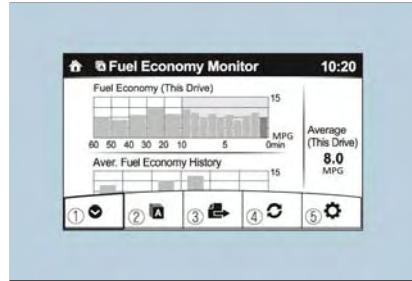 Fuel Economy Monitor 10:20
Fuel Economy (This Drive)
15
MPG
60 50 40 30 20 10 5 0min
Average
(This Drive)
8.0
MPG
Aver. Fuel Economy History
15
① ② A ③ ④ ⑤